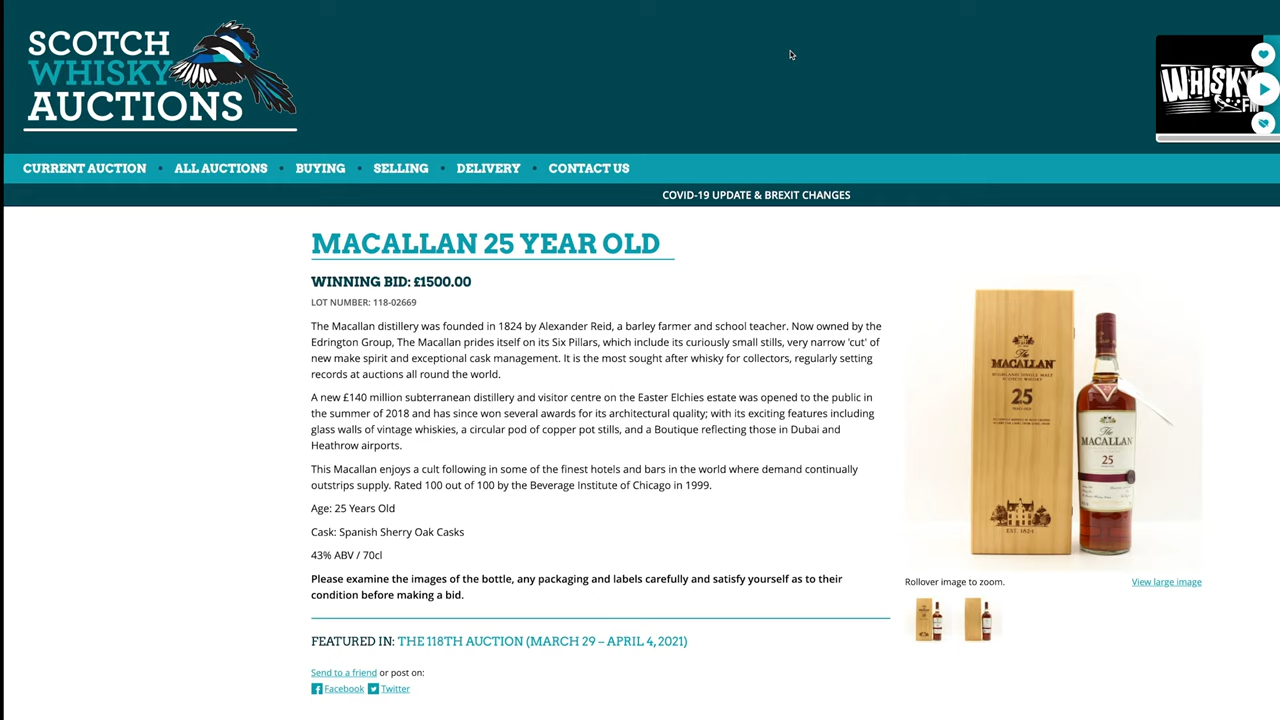 SCOTCH
WHISKY
AUCTIONS
WHISKY
FM
CURRENT AUCTION • ALL AUCTIONS • BUYING • SELLING • DELIVERY • CONTACT US
COVID-19 UPDATE & BREXIT CHANGES
MACALLAN 25 YEAR OLD
WINNING BID: £1500.00
LOT NUMBER: 118-02669
The Macallan distillery was founded in 1824 by Alexander Reid, a barley farmer and school teacher. Now owned by the
Edrington Group, The Macallan prides itself on its Six Pillars, which include its curiously small stills, very narrow 'cut' of
new make spirit and exceptional cask management. It is the most sought after whisky for collectors, regularly setting
records at auctions all round the world.
A new £140 million subterranean distillery and visitor centre on the Easter Elchies estate was opened to the public in
the summer of 2018 and has since won several awards for its architectural quality; with its exciting features including
glass walls of vintage whiskies, a circular pod of copper pot stills, and a Boutique reflecting those in Dubai and
Heathrow airports.
This Macallan enjoys a cult following in some of the finest hotels and bars in the world where demand continually
outstrips supply. Rated 100 out of 100 by the Beverage Institute of Chicago in 1999.
Age: 25 Years Old
Cask: Spanish Sherry Oak Casks
43% ABV / 70cl
Please examine the images of the bottle, any packaging and labels carefully and satisfy yourself as to their
condition before making a bid.
FEATURED IN: THE 118TH AUCTION (MARCH 29 – APRIL 4, 2021)
Send to a friend or post on:
Facebook Twitter
The
MACALLAN
HIGHLAND SINGLE MALT
SCOTCH WHISKY
25
YEARS OLD
EST. 1824
The
MACALLAN
25
Rollover image to zoom.
View large image